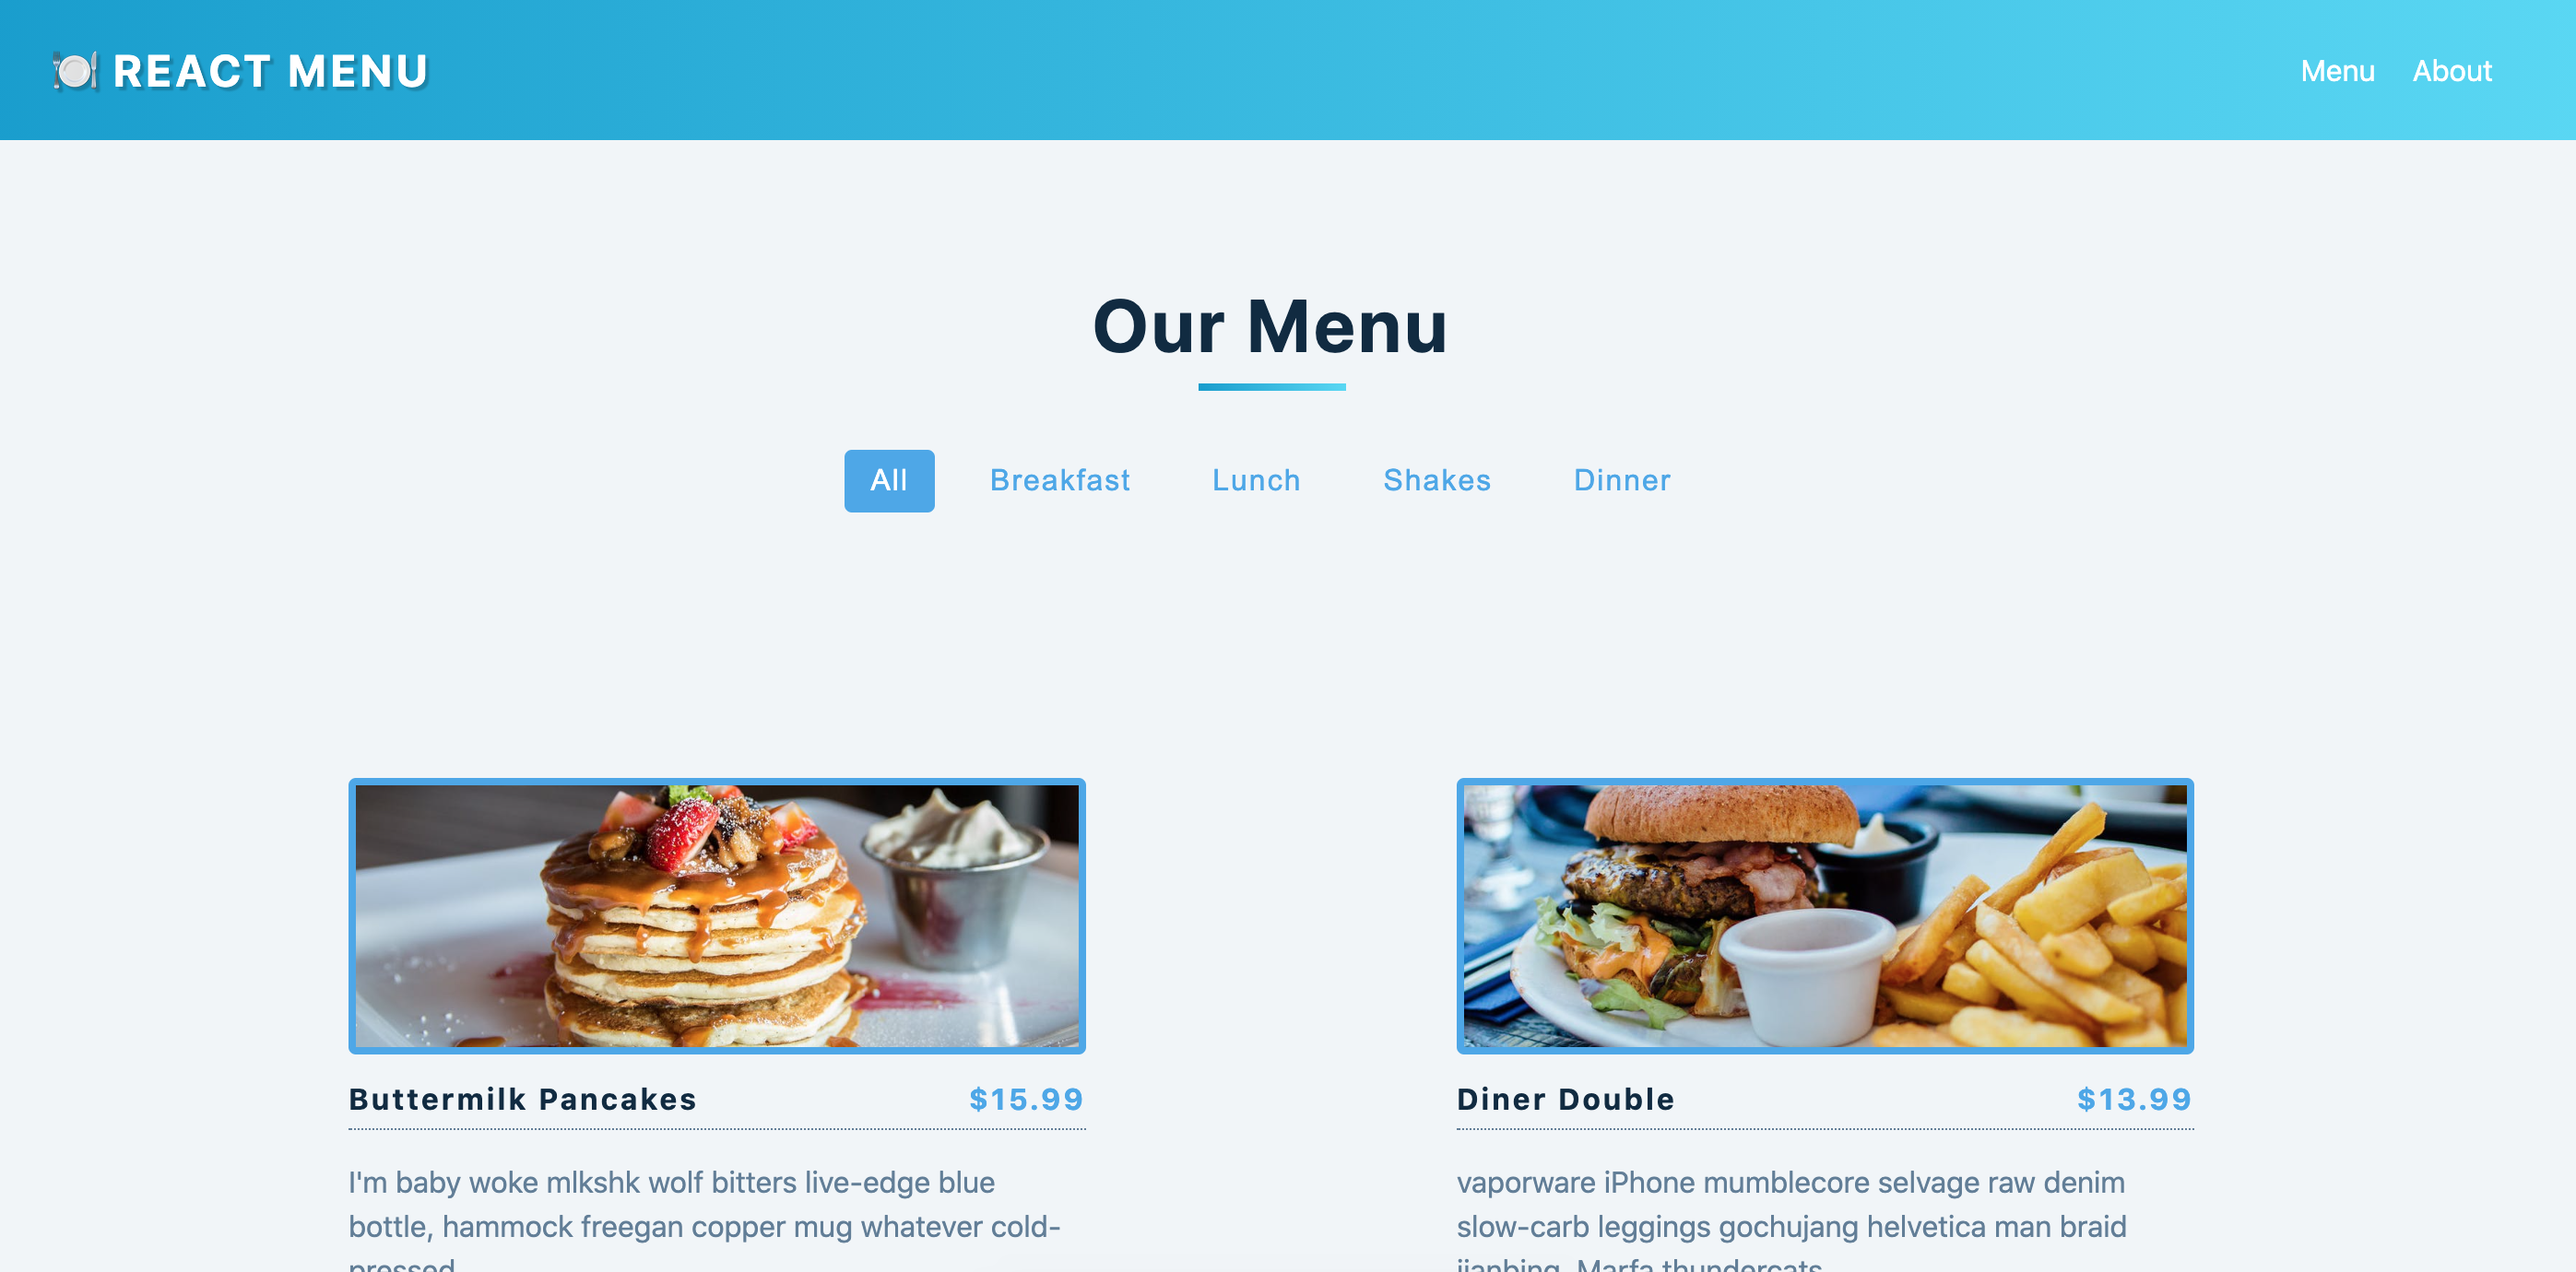 REACT MENU
Menu About
Our Menu
All Breakfast Lunch Shakes Dinner
Buttermilk Pancakes $15.99
I'm baby woke mlkshk wolf bitters live-edge blue
bottle, hammock freegan copper mug whatever cold-
pressed
Diner Double $13.99
vaporware iPhone mumblecore selvage raw denim
slow-carb leggings gochujang helvetica man braid
jianbing. Marfa thundercats